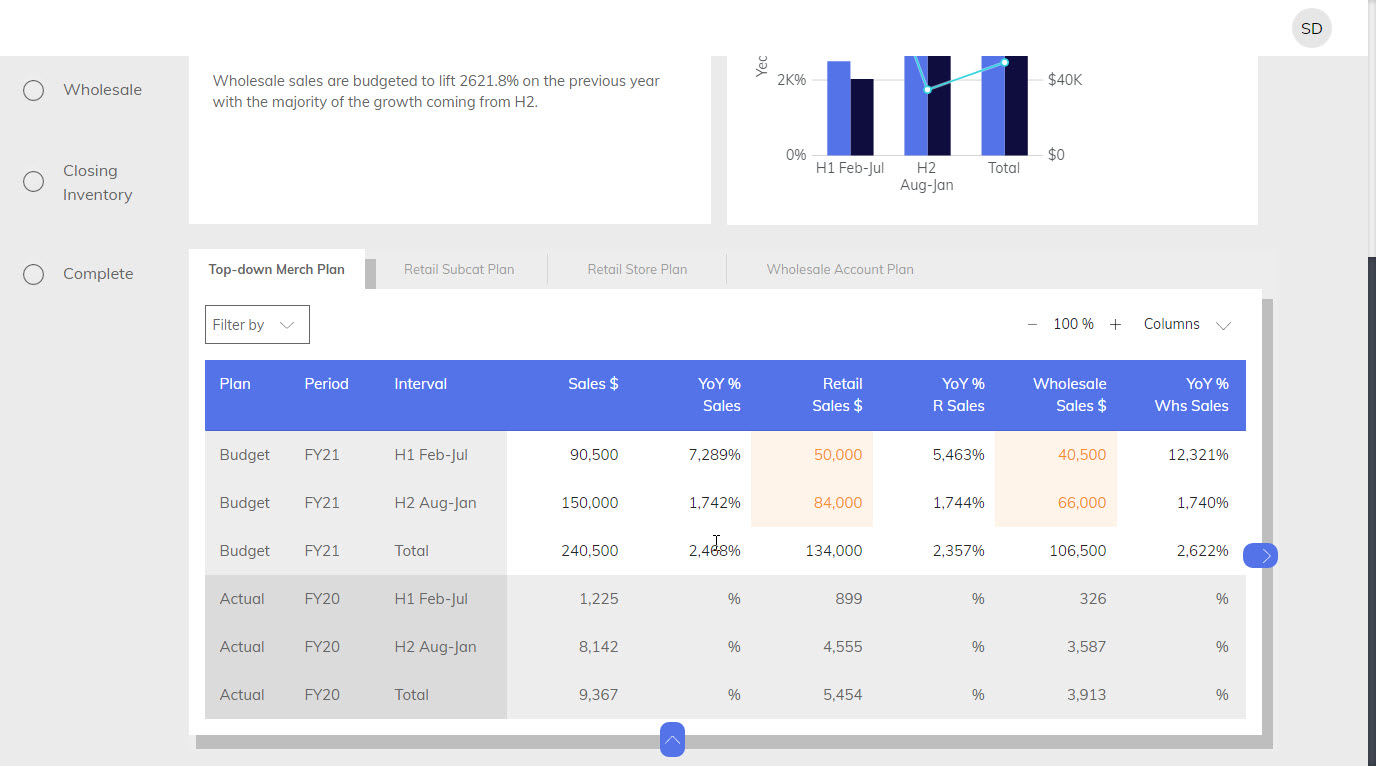 SD
Wholesale
Closing
Inventory
Complete
Wholesale sales are budgeted to lift 2621.8% on the previous year
with the majority of the growth coming from H2.
2K%
$40K
0%
$0
H1 Feb-Jul
H2
Aug-Jan
Total
Top-down Merch Plan
Retail Subcat Plan
Retail Store Plan
Wholesale Account Plan
Filter by
100 %
Columns
Plan Period Interval Sales $ YoY % Retail YoY % Wholesale YoY %
Sales Sales $ R Sales Sales $ Whs Sales
Budget FY21 H1 Feb-Jul 90,500 7,289% 50,000 5,463% 40,500 12,321%
Budget FY21 H2 Aug-Jan 150,000 1,742% 84,000 1,744% 66,000 1,740%
Budget FY21 Total 240,500 2,468% 134,000 2,357% 106,500 2,622%
Actual FY20 H1 Feb-Jul 1,225 % 899 % 326 %
Actual FY20 H2 Aug-Jan 8,142 % 4,555 % 3,587 %
Actual FY20 Total 9,367 % 5,454 % 3,913 %